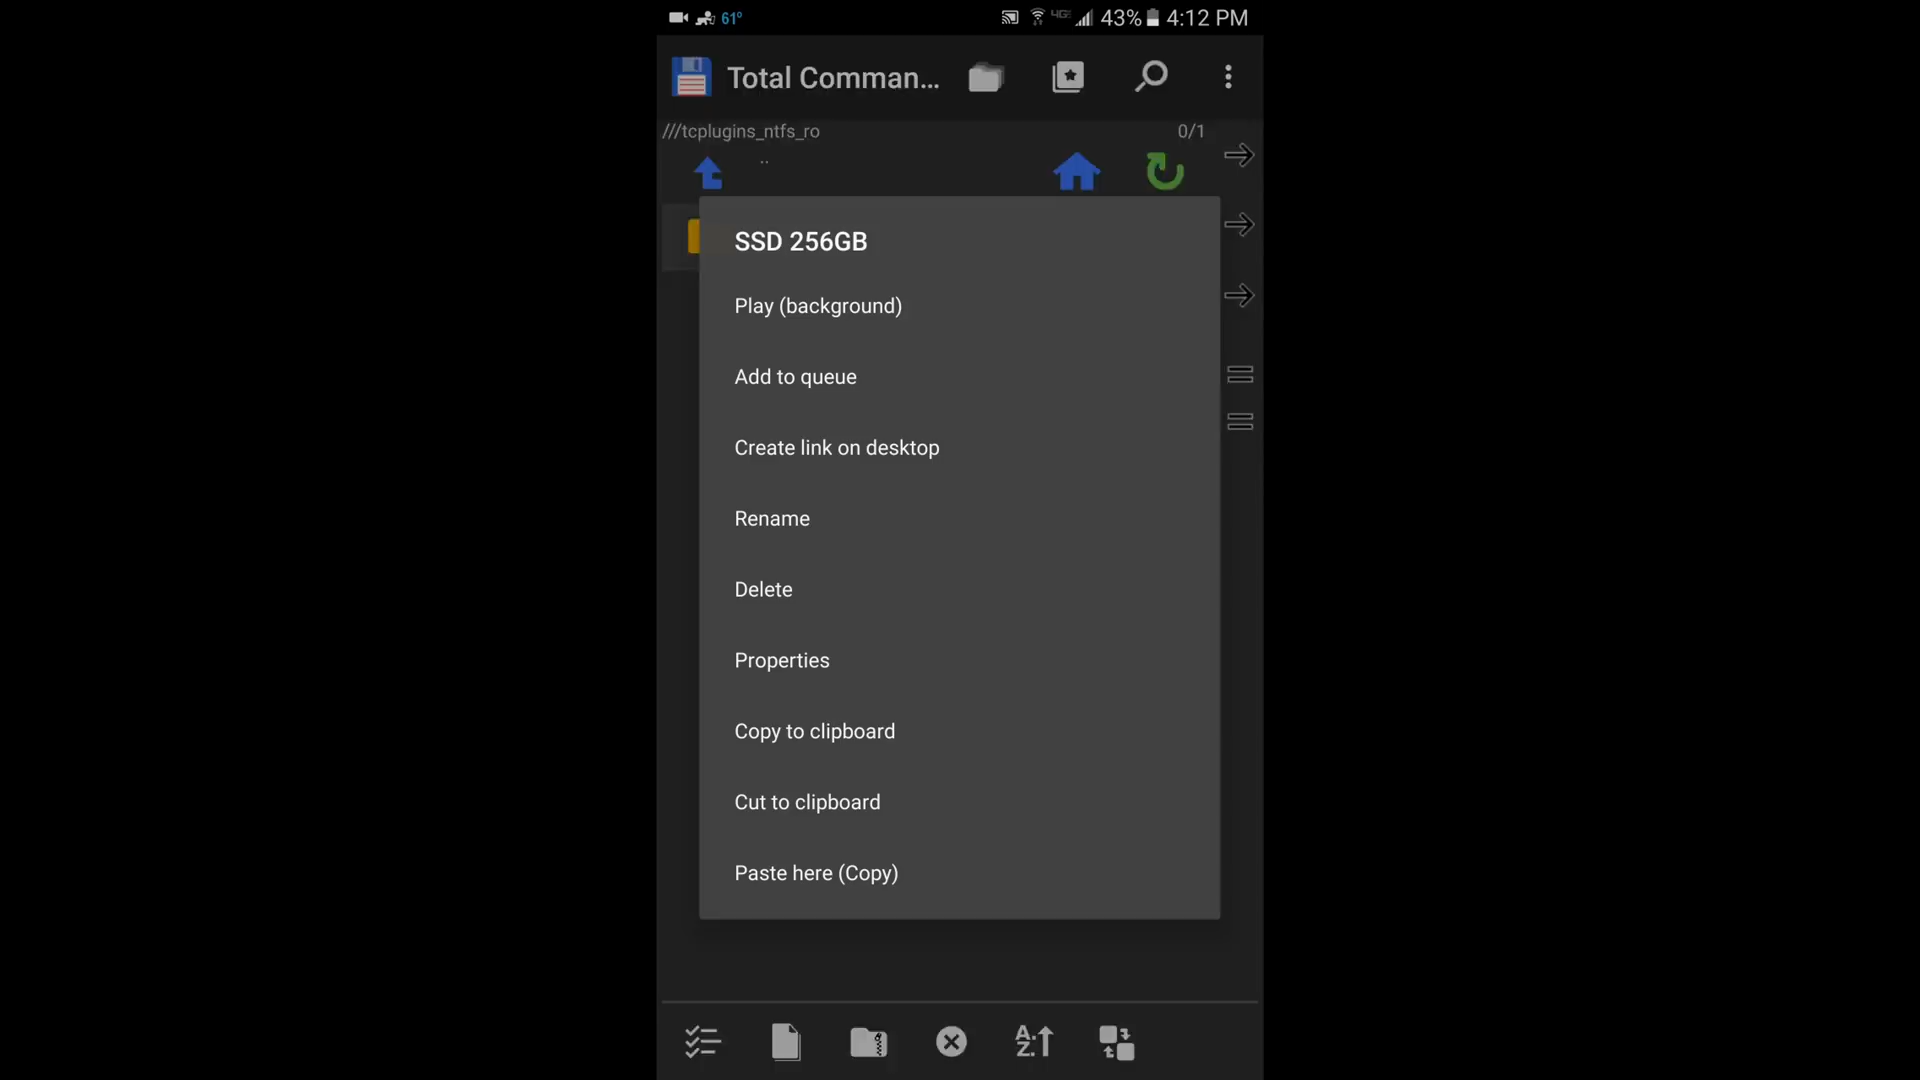 61° 4G 43% 4:12 PM
Total Comman...
///tcplugins_ntfs_ro 0/1
..
SSD 256GB
Play (background)
Add to queue
Create link on desktop
Rename
Delete
Properties
Copy to clipboard
Cut to clipboard
Paste here (Copy)
A Z